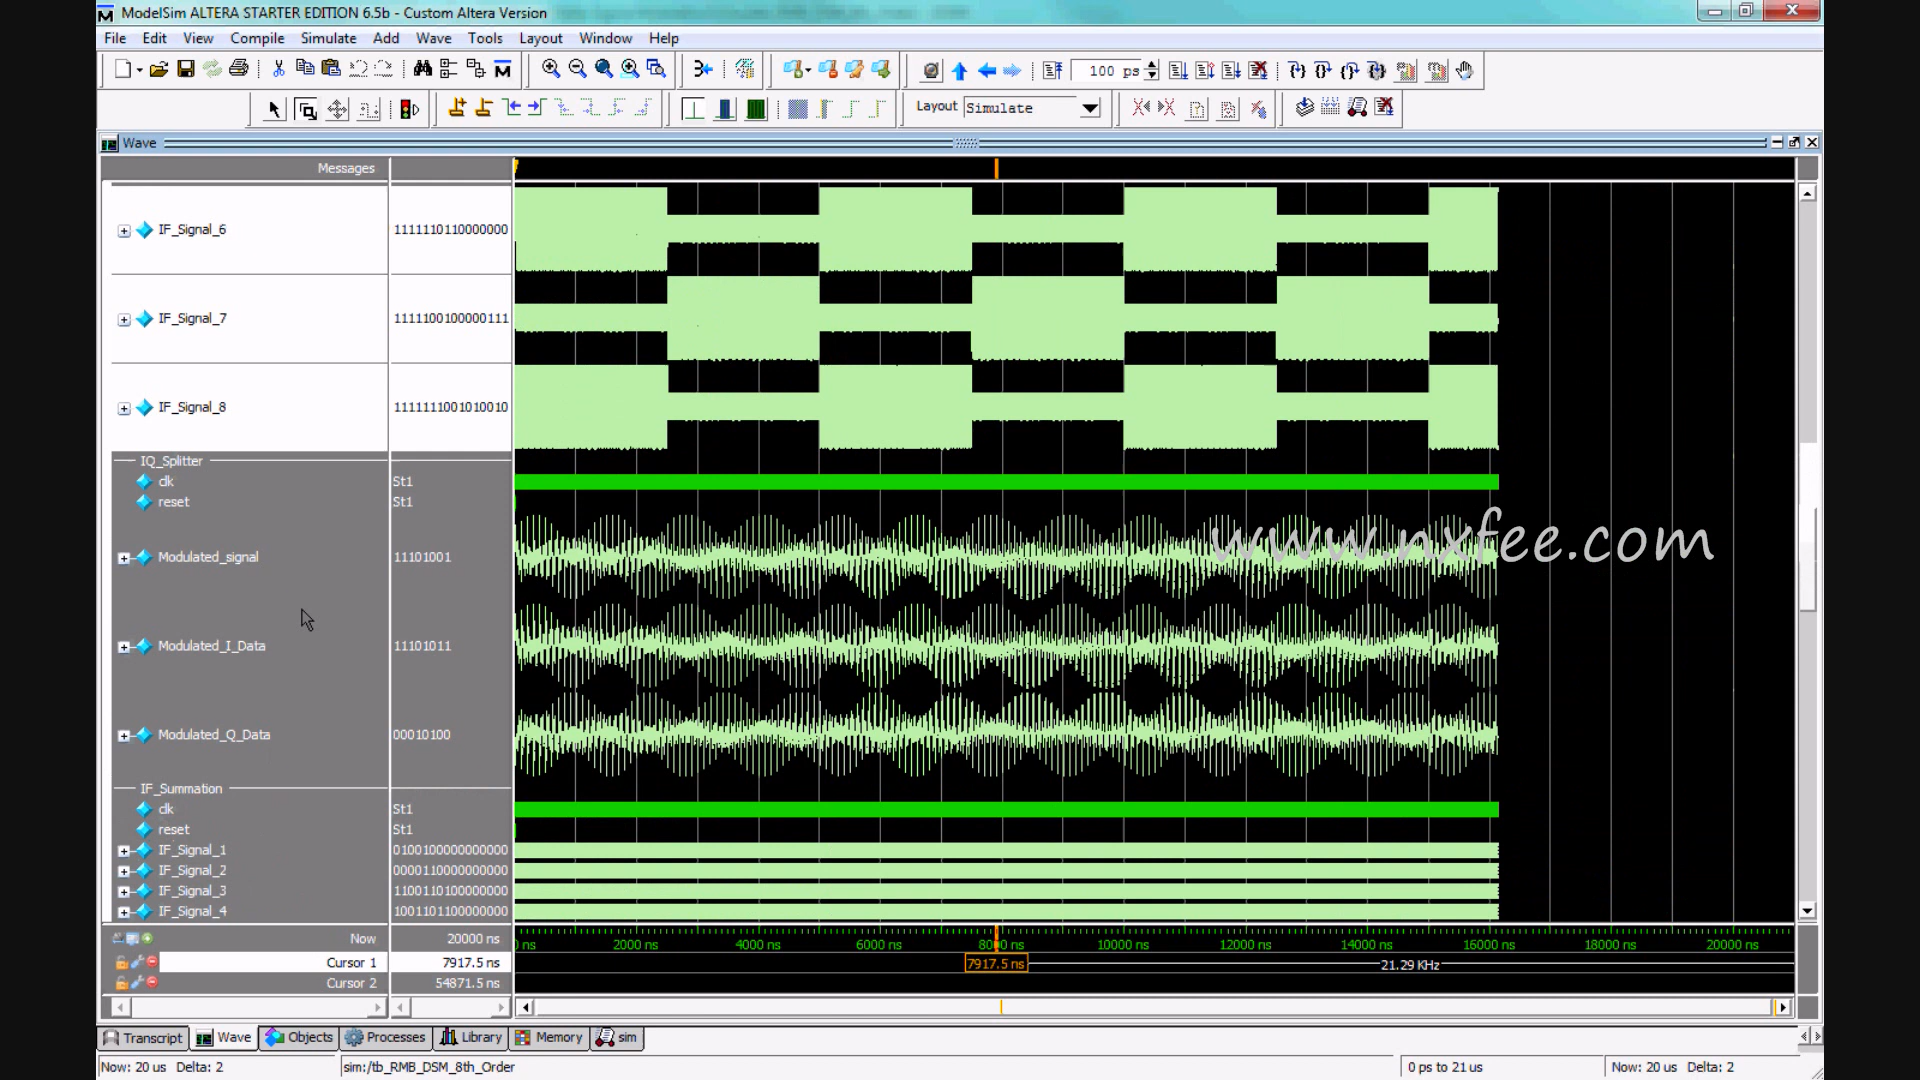 ModelSim ALTERA STARTER EDITION 6.5b - Custom Altera Version
File Edit View Compile Simulate Add Wave Tools Layout Window Help
100 ps
Layout Simulate
Wave
Messages
IF_Signal_6 1111110110000000
IF_Signal_7 1111100100000111
IF_Signal_8 1111111001010010
IQ_Splitter
clk St1
reset St1
www.nxfee.com
Modulated_signal 11101001
Modulated_I_Data 11101011
Modulated_Q_Data 00010100
IF_Summation
clk St1
reset St1
IF_Signal_1 0100100000000000
IF_Signal_2 0000110000000000
IF_Signal_3 1100110100000000
IF_Signal_4 1001101100000000
Now 20000 ns
ns 2000 ns 4000 ns 6000 ns 8000 ns 10000 ns 12000 ns 14000 ns 16000 ns 18000 ns 20000 ns
Cursor 1 7917.5 ns 7917.5 ns 21.29 KHz
Cursor 2 54871.5 ns
Transcript Wave Objects Processes Library Memory sim
Now: 20 us Delta: 2 sim:/tb_RMB_DSM_8th_Order 0 ps to 21 us Now: 20 us Delta: 2